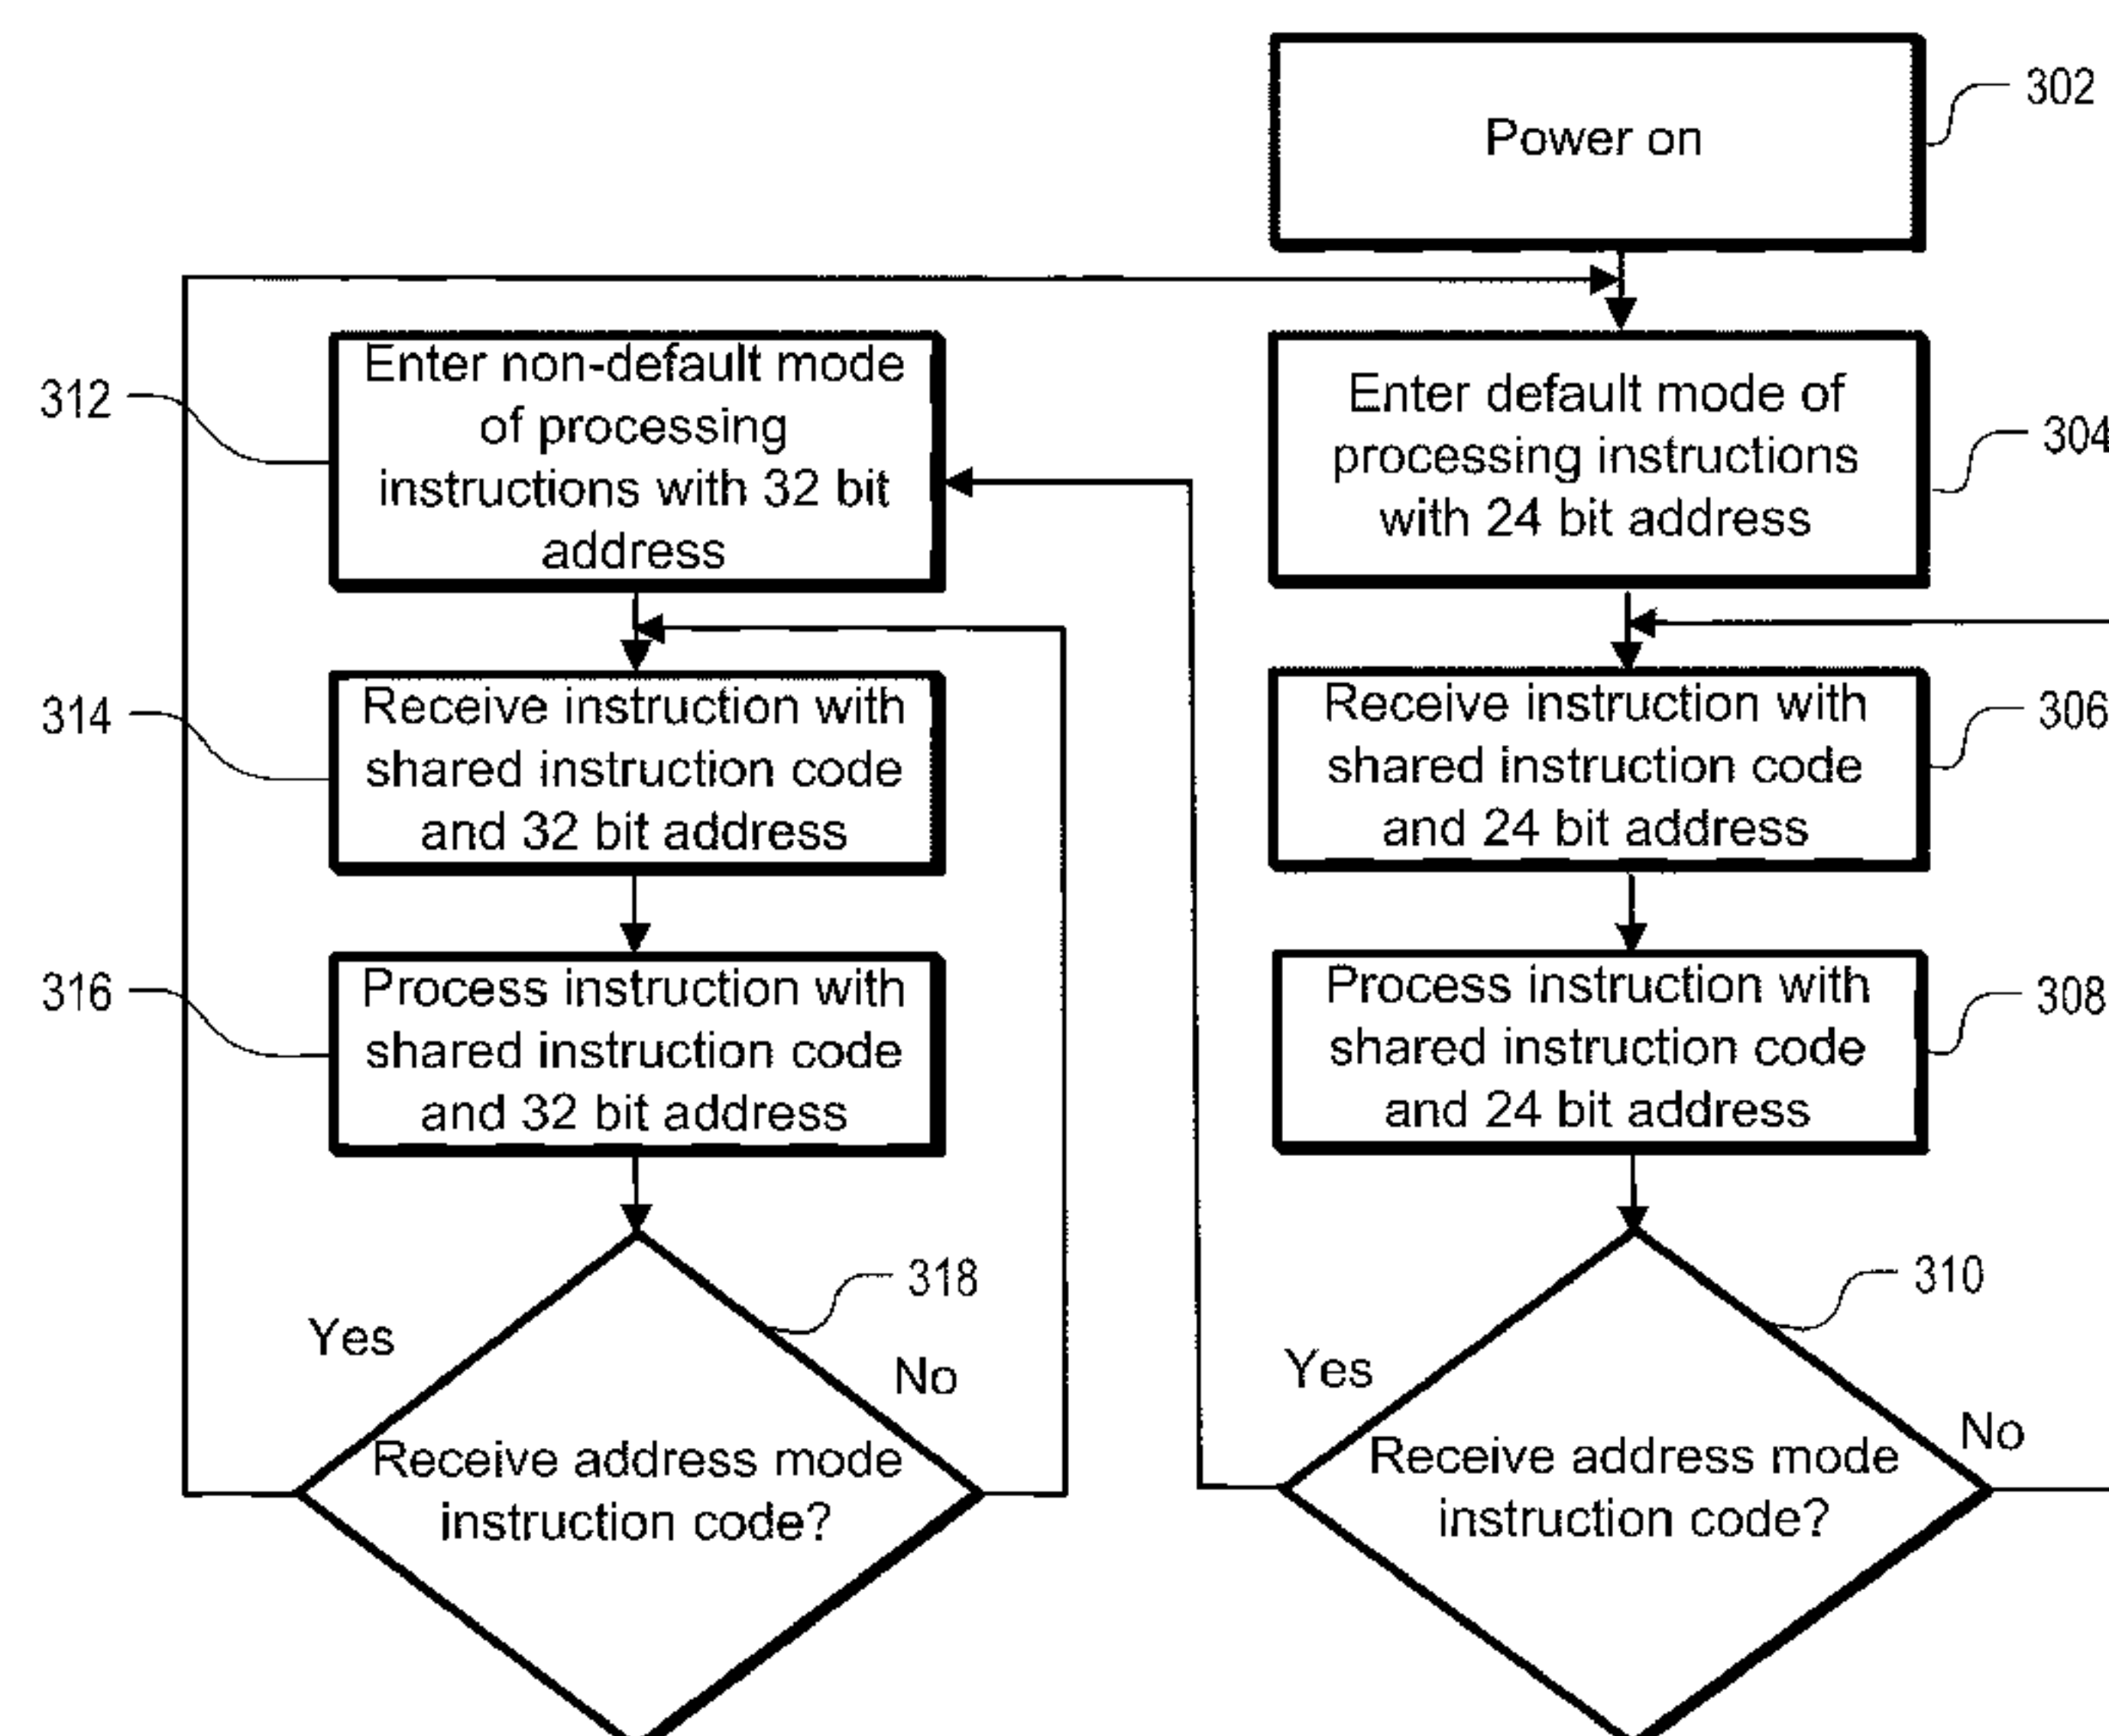 Power on
302
Enter default mode of
processing instructions
with 24 bit address
304
Receive instruction with
shared instruction code
and 24 bit address
306
Process instruction with
shared instruction code
and 24 bit address
308
310
Yes
No
Receive address mode
instruction code?
312
Enter non-default mode
of processing
instructions with 32 bit
address
314
Receive instruction with
shared instruction code
and 32 bit address
316
Process instruction with
shared instruction code
and 32 bit address
318
Yes
No
Receive address mode
instruction code?